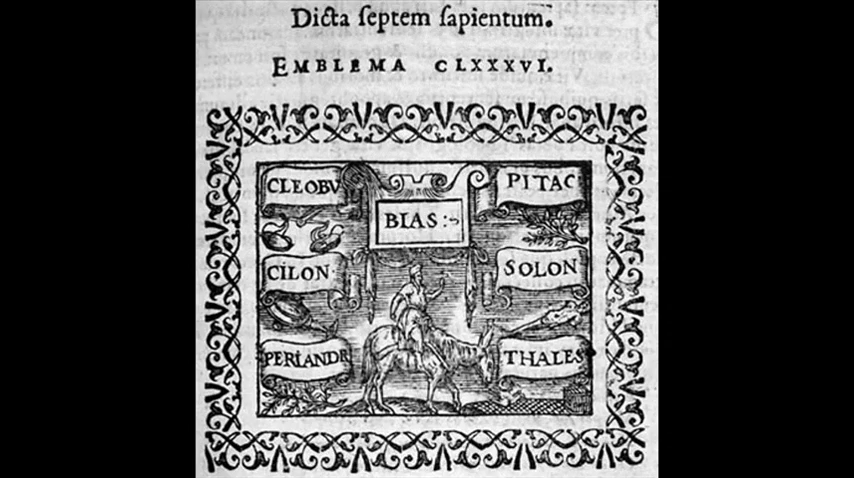 Dicta septem sapientum.
EMBLEMA CLXXXVI.
CLEOBV
PITAC
BIAS:~
CILON·
SOLON
PERIANDR
THALES